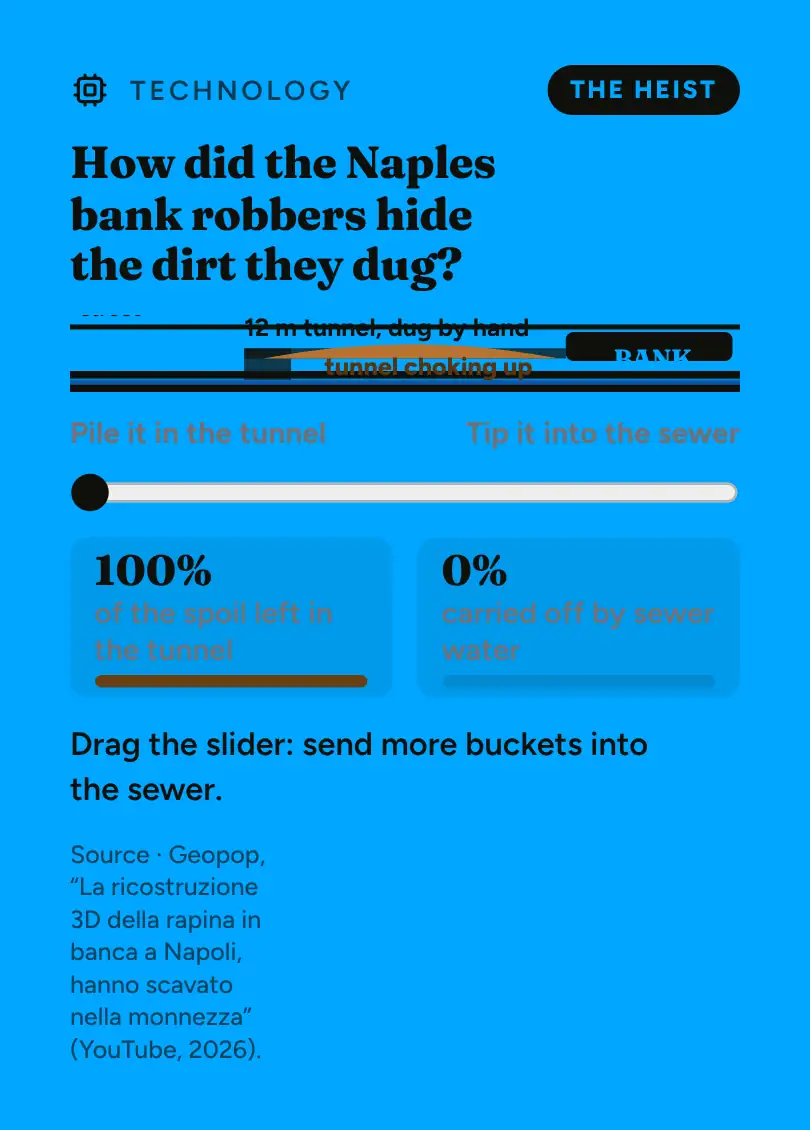 TECHNOLOGY
THE HEIST
How did the Naples
bank robbers hide
the dirt they dug?
12 m tunnel, dug by hand
BANK
tunnel choking up
Pile it in the tunnel
Tip it into the sewer
100%
of the spoil left in
the tunnel
0%
carried off by sewer
water
Drag the slider: send more buckets into
the sewer.
Source · Geopop,
“La ricostruzione
3D della rapina in
banca a Napoli,
hanno scavato
nella monnezza”
(YouTube, 2026).